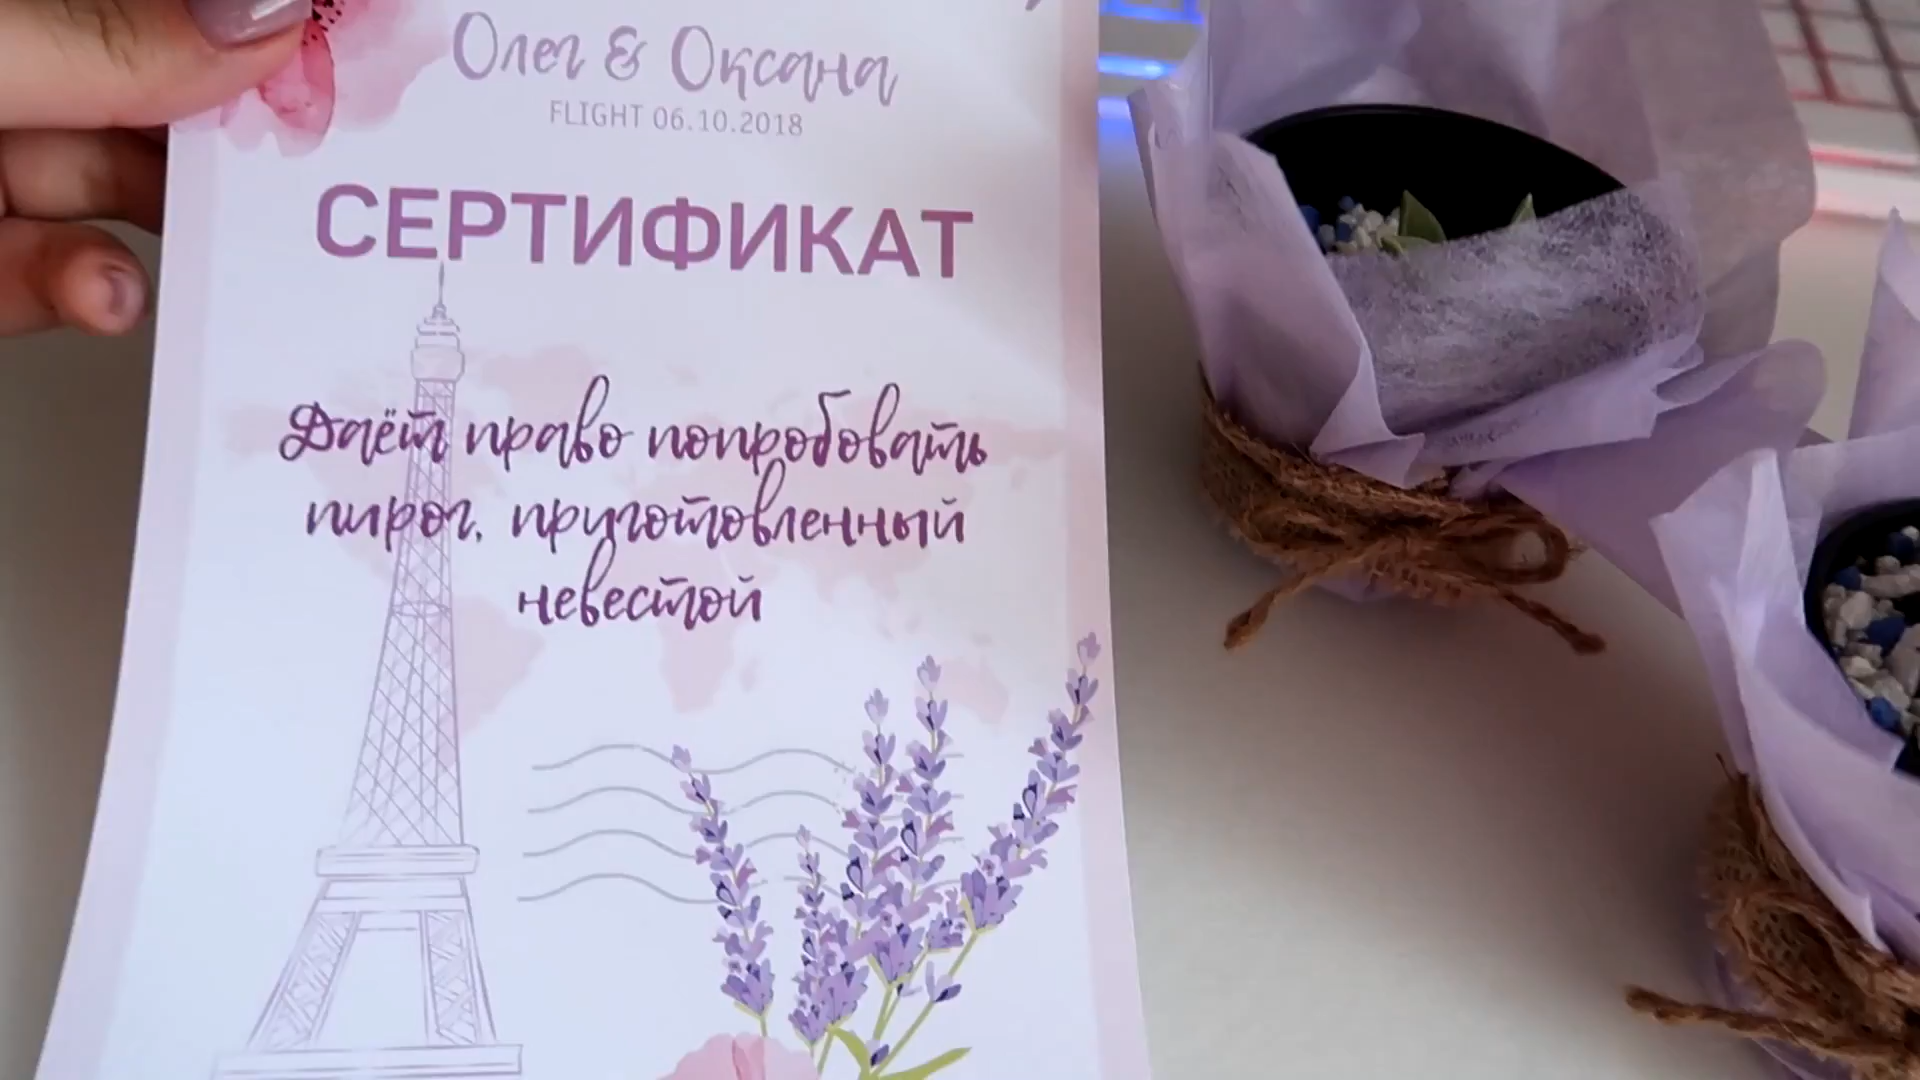 Олег & Оксана
FLIGHT 06.10.2018
СЕРТИФИКАТ
Даёт право попробовать
пирог, приготовленный
невестой